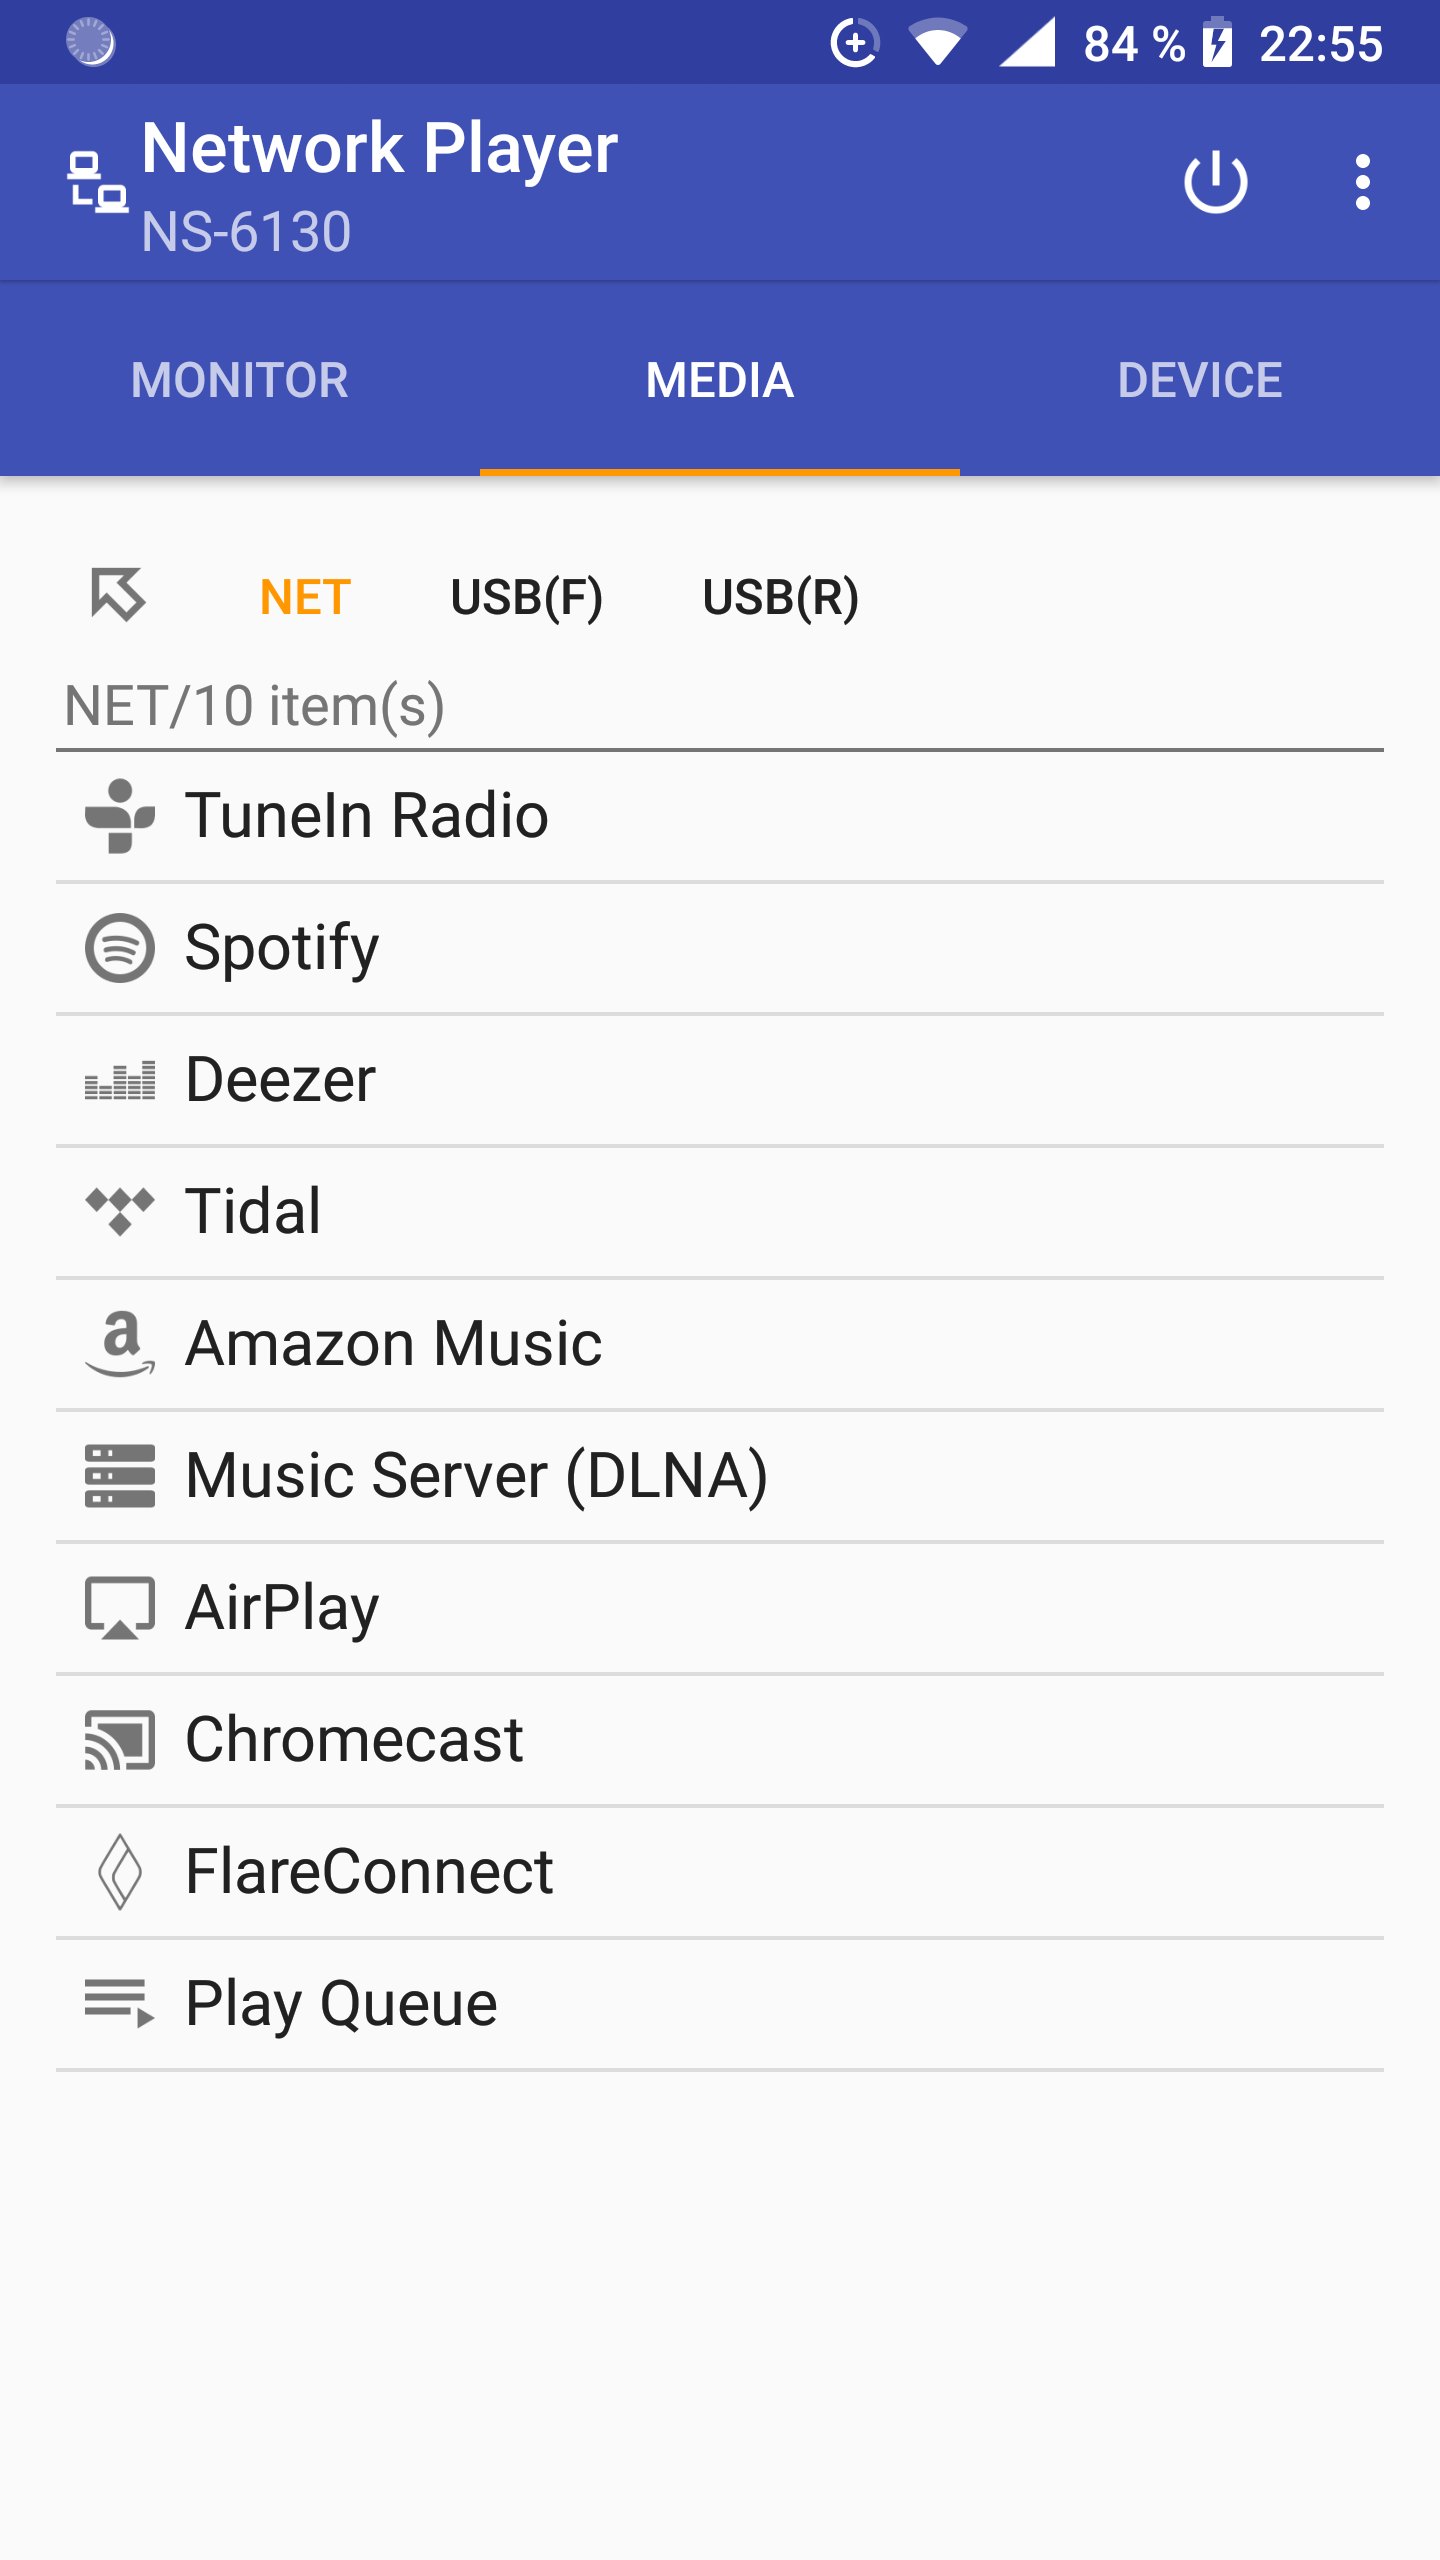 84 % 22:55
Network Player
NS-6130
MONITOR MEDIA DEVICE
NET USB(F) USB(R)
NET/10 item(s)
TuneIn Radio
Spotify
Deezer
Tidal
Amazon Music
Music Server (DLNA)
AirPlay
Chromecast
FlareConnect
Play Queue